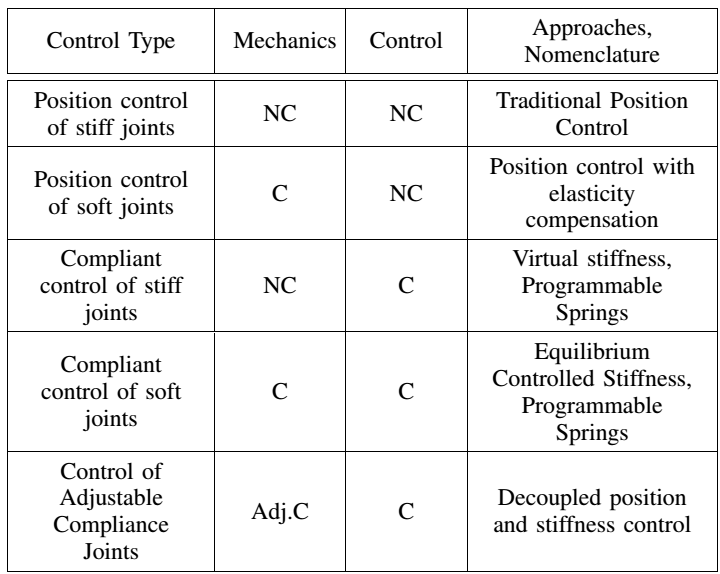 Control Type
Mechanics
Control
Approaches,
Nomenclature
Position control
of stiff joints
NC
NC
Traditional Position
Control
Position control
of soft joints
C
NC
Position control with
elasticity
compensation
Compliant
control of stiff
joints
NC
C
Virtual stiffness,
Programmable
Springs
Compliant
control of soft
joints
C
C
Equilibrium
Controlled Stiffness,
Programmable
Springs
Control of
Adjustable
Compliance
Joints
Adj.C
C
Decoupled position
and stiffness control